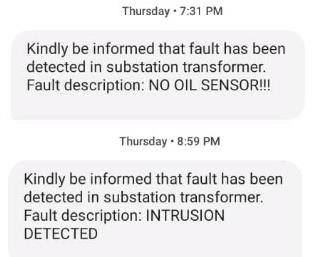 Thursday • 7:31 PM
Kindly be informed that fault has been
detected in substation transformer.
Fault description: NO OIL SENSOR!!!
Thursday • 8:59 PM
Kindly be informed that fault has been
detected in substation transformer.
Fault description: INTRUSION
DETECTED